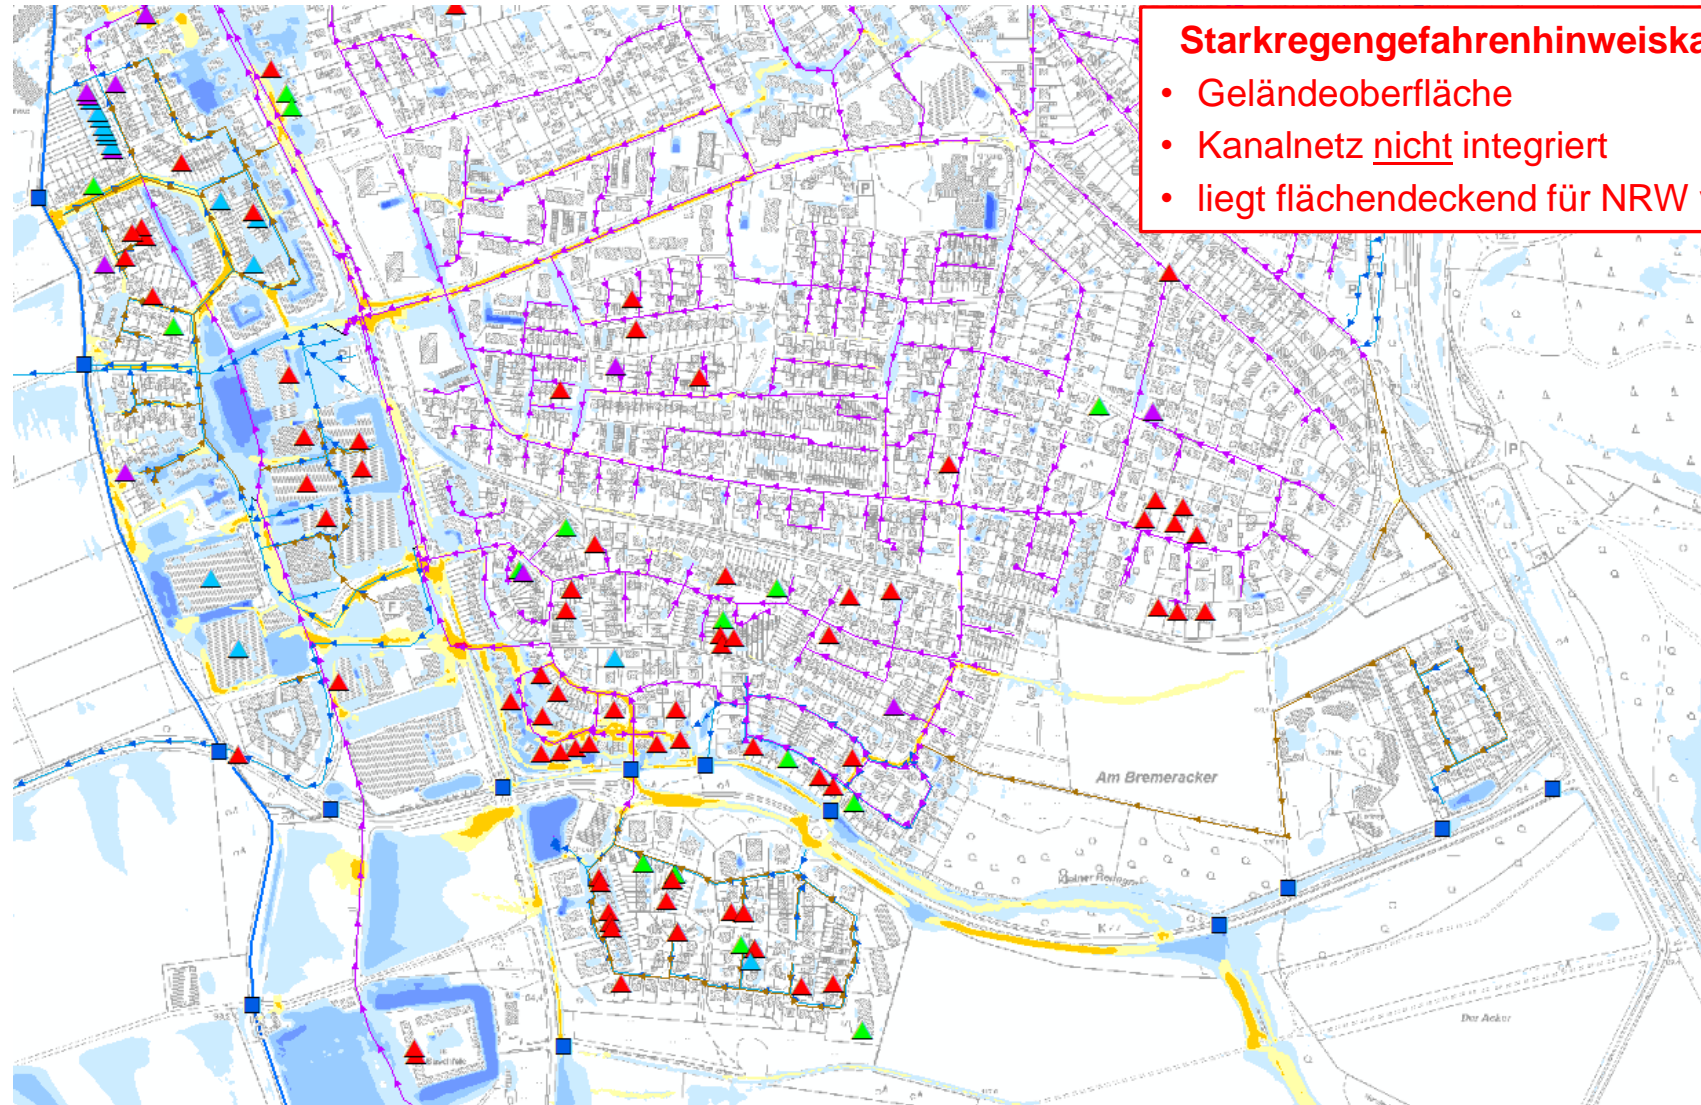 Starkregengefahrenhinweiska
• Geländeoberfläche
• Kanalnetz nicht integriert
• liegt flächendeckend für NRW
P
P
P
F
Am Bremeracker
Der Acker